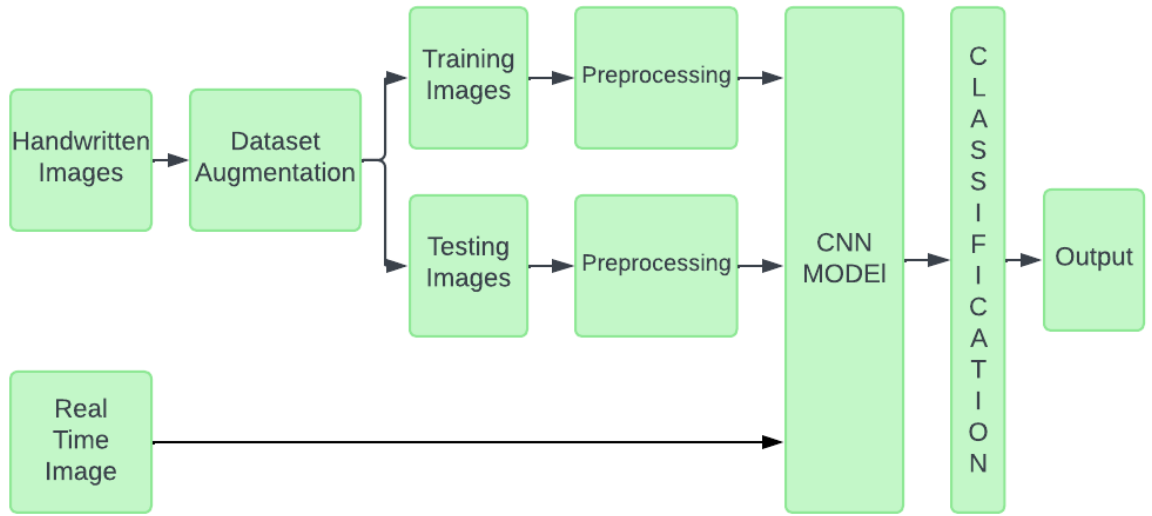 Handwritten
Images
Dataset
Augmentation
Training
Images
Preprocessing
Testing
Images
Preprocessing
Real
Time
Image
CNN
MODEl
C
L
A
S
S
I
F
I
C
A
T
I
O
N
Output